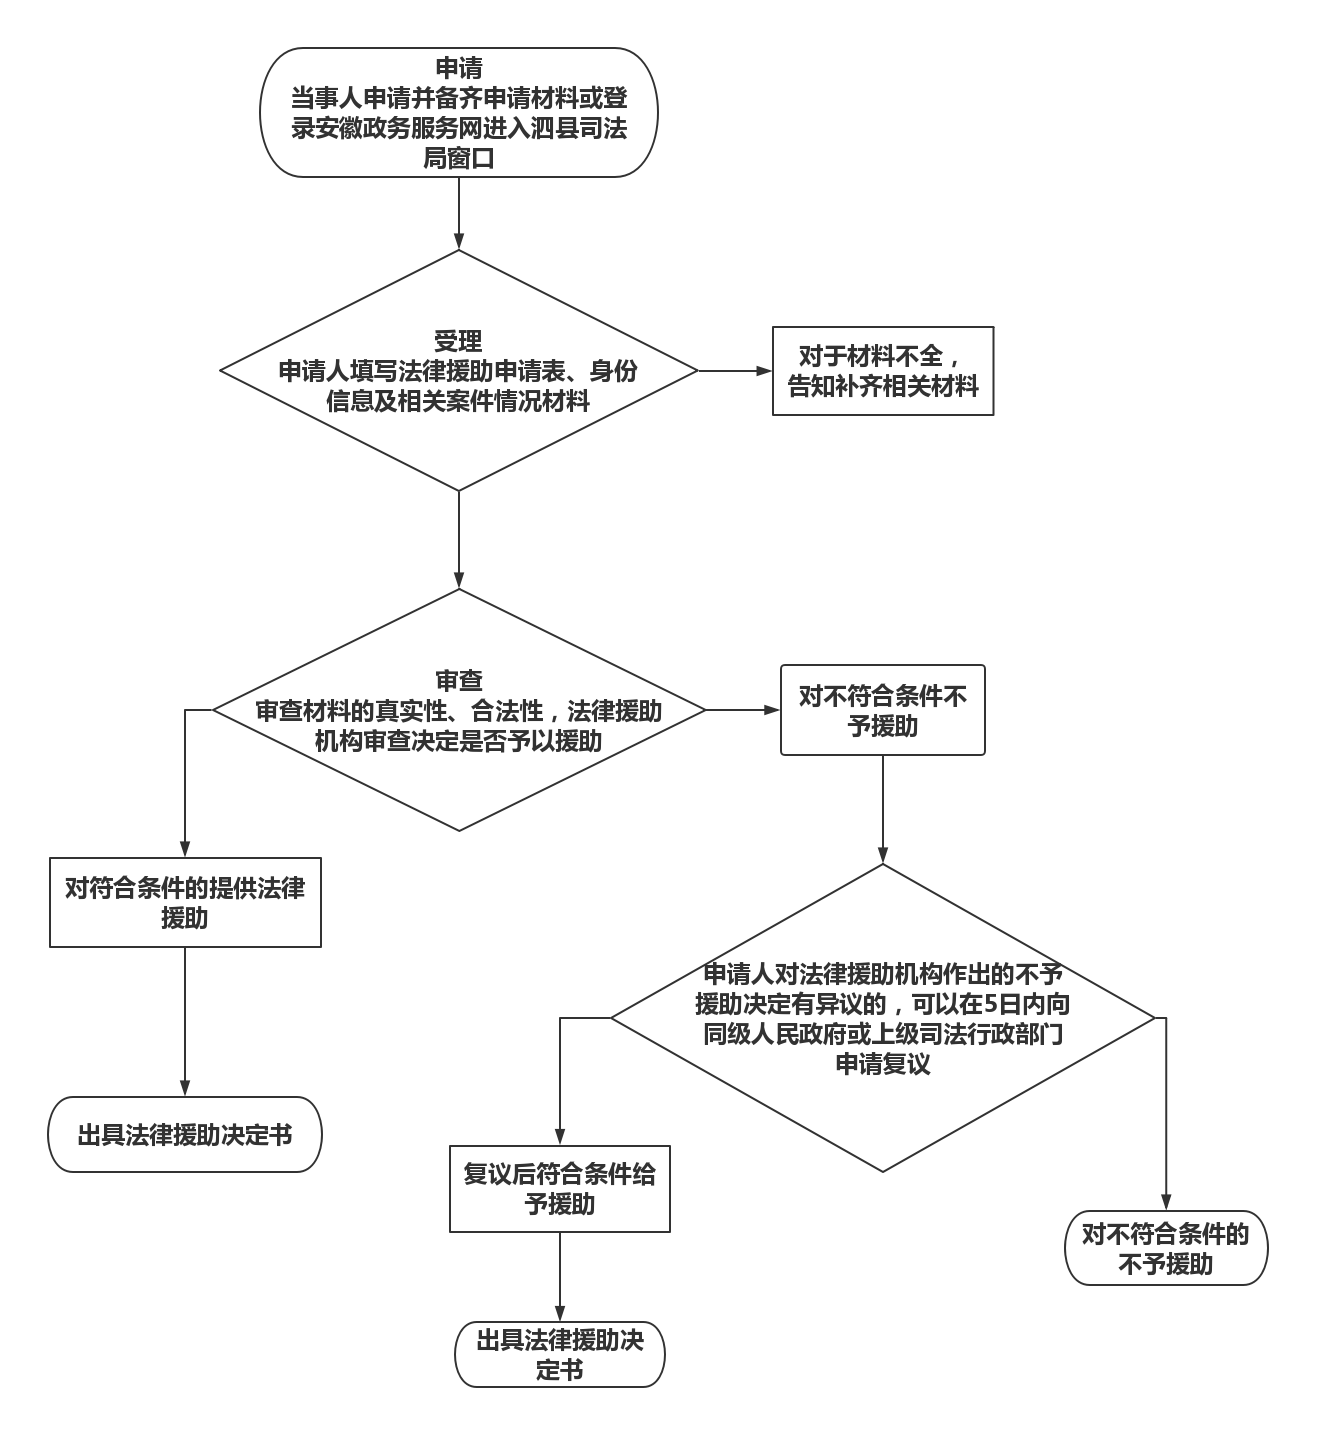 申请
当事人申请并备齐申请材料或登
录安徽政务服务网进入泗县司法
局窗口
受理
申请人填写法律援助申请表、身份
信息及相关案件情况材料
对于材料不全，
告知补齐相关材料
审查
审查材料的真实性、合法性，法律援助
机构审查决定是否予以援助
对不符合条件不
予援助
对符合条件的提供法律
援助
申请人对法律援助机构作出的不予
援助决定有异议的，可以在5日内向
同级人民政府或上级司法行政部门
申请复议
出具法律援助决定书
复议后符合条件给
予援助
对不符合条件的
不予援助
出具法律援助决
定书